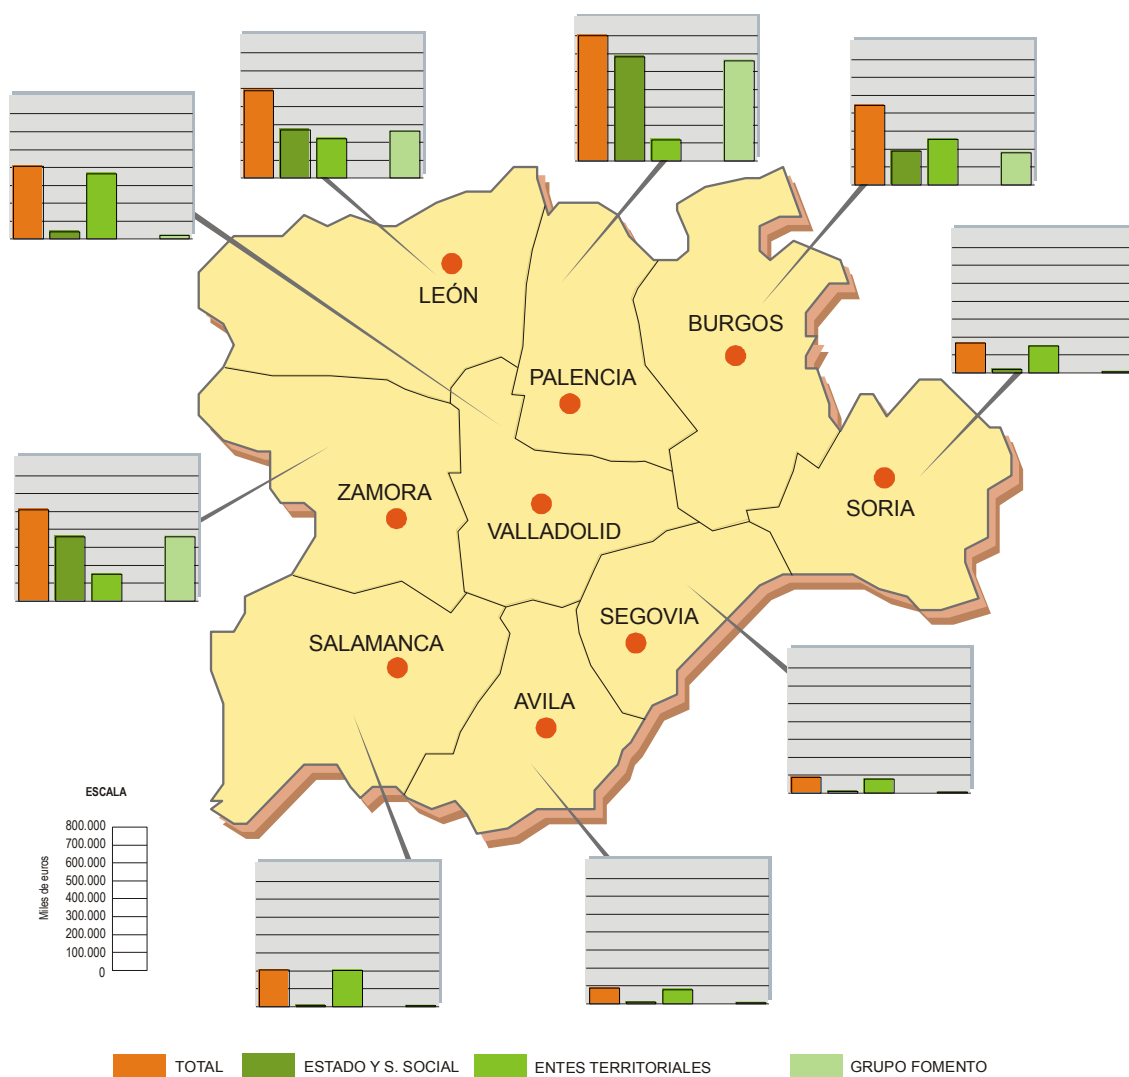 LEÓN
BURGOS
PALENCIA
ZAMORA
VALLADOLID
SORIA
SEGOVIA
SALAMANCA
AVILA
ESCALA
Miles de euros
800.000
700.000
600.000
500.000
400.000
300.000
200.000
100.000
0
TOTAL
ESTADO Y S. SOCIAL
ENTES TERRITORIALES
GRUPO FOMENTO